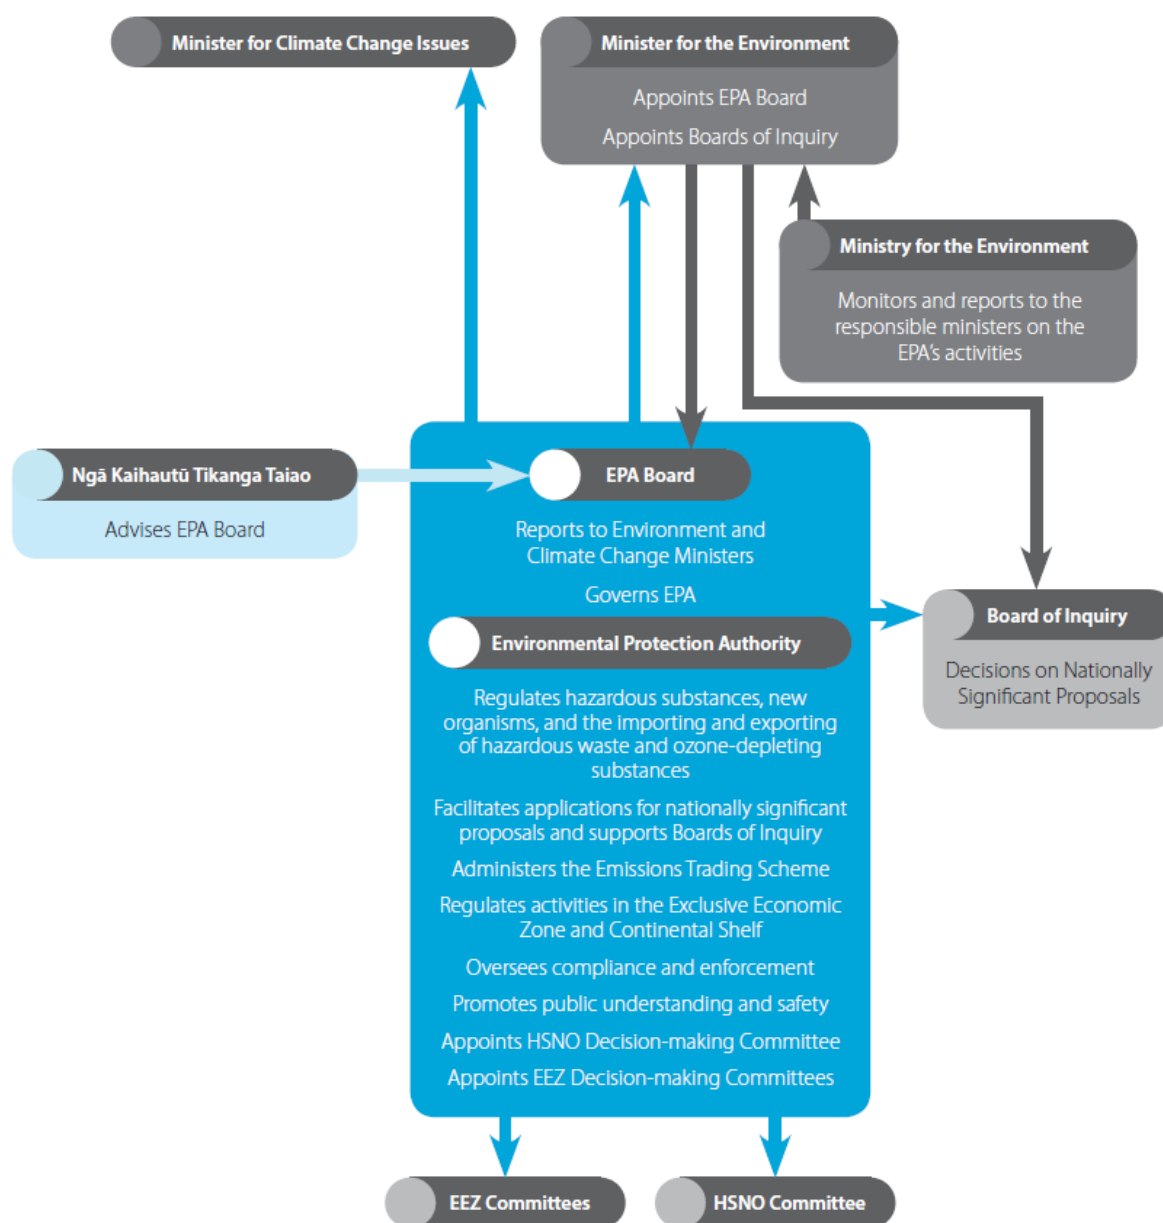 Minister for Climate Change Issues
Minister for the Environment
Appoints EPA Board
Appoints Boards of Inquiry
Ministry for the Environment
Monitors and reports to the
responsible ministers on the
EPA's activities
Ngā Kaihautū Tikanga Taiao
Advises EPA Board
EPA Board
Reports to Environment and
Climate Change Ministers
Governs EPA
Environmental Protection Authority
Regulates hazardous substances, new
organisms, and the importing and exporting
of hazardous waste and ozone-depleting
substances
Facilitates applications for nationally significant
proposals and supports Boards of Inquiry
Administers the Emissions Trading Scheme
Regulates activities in the Exclusive Economic
Zone and Continental Shelf
Oversees compliance and enforcement
Promotes public understanding and safety
Appoints HSNO Decision-making Committee
Appoints EEZ Decision-making Committees
Board of Inquiry
Decisions on Nationally
Significant Proposals
EEZ Committees
HSNO Committee